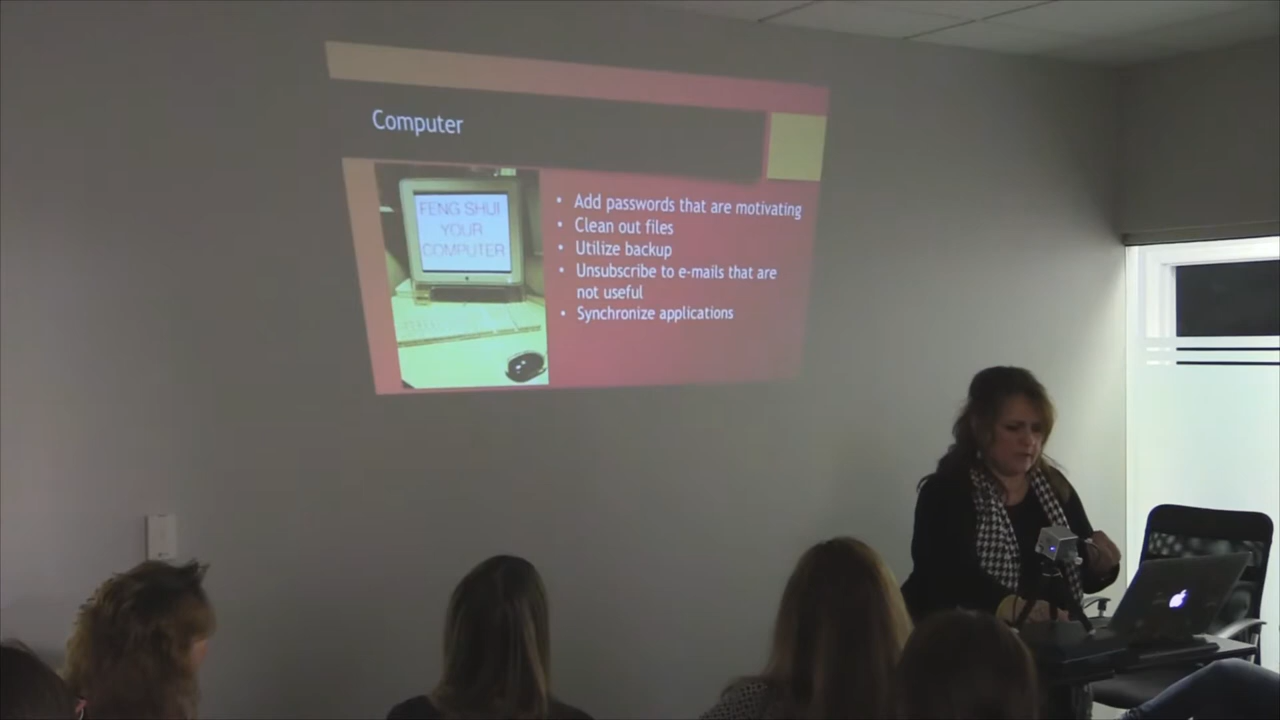 Computer
FENG SHUI
YOUR
COMPUTER
• Add passwords that are motivating
• Clean out files
• Utilize backup
• Unsubscribe to e-mails that are
not useful
• Synchronize applications